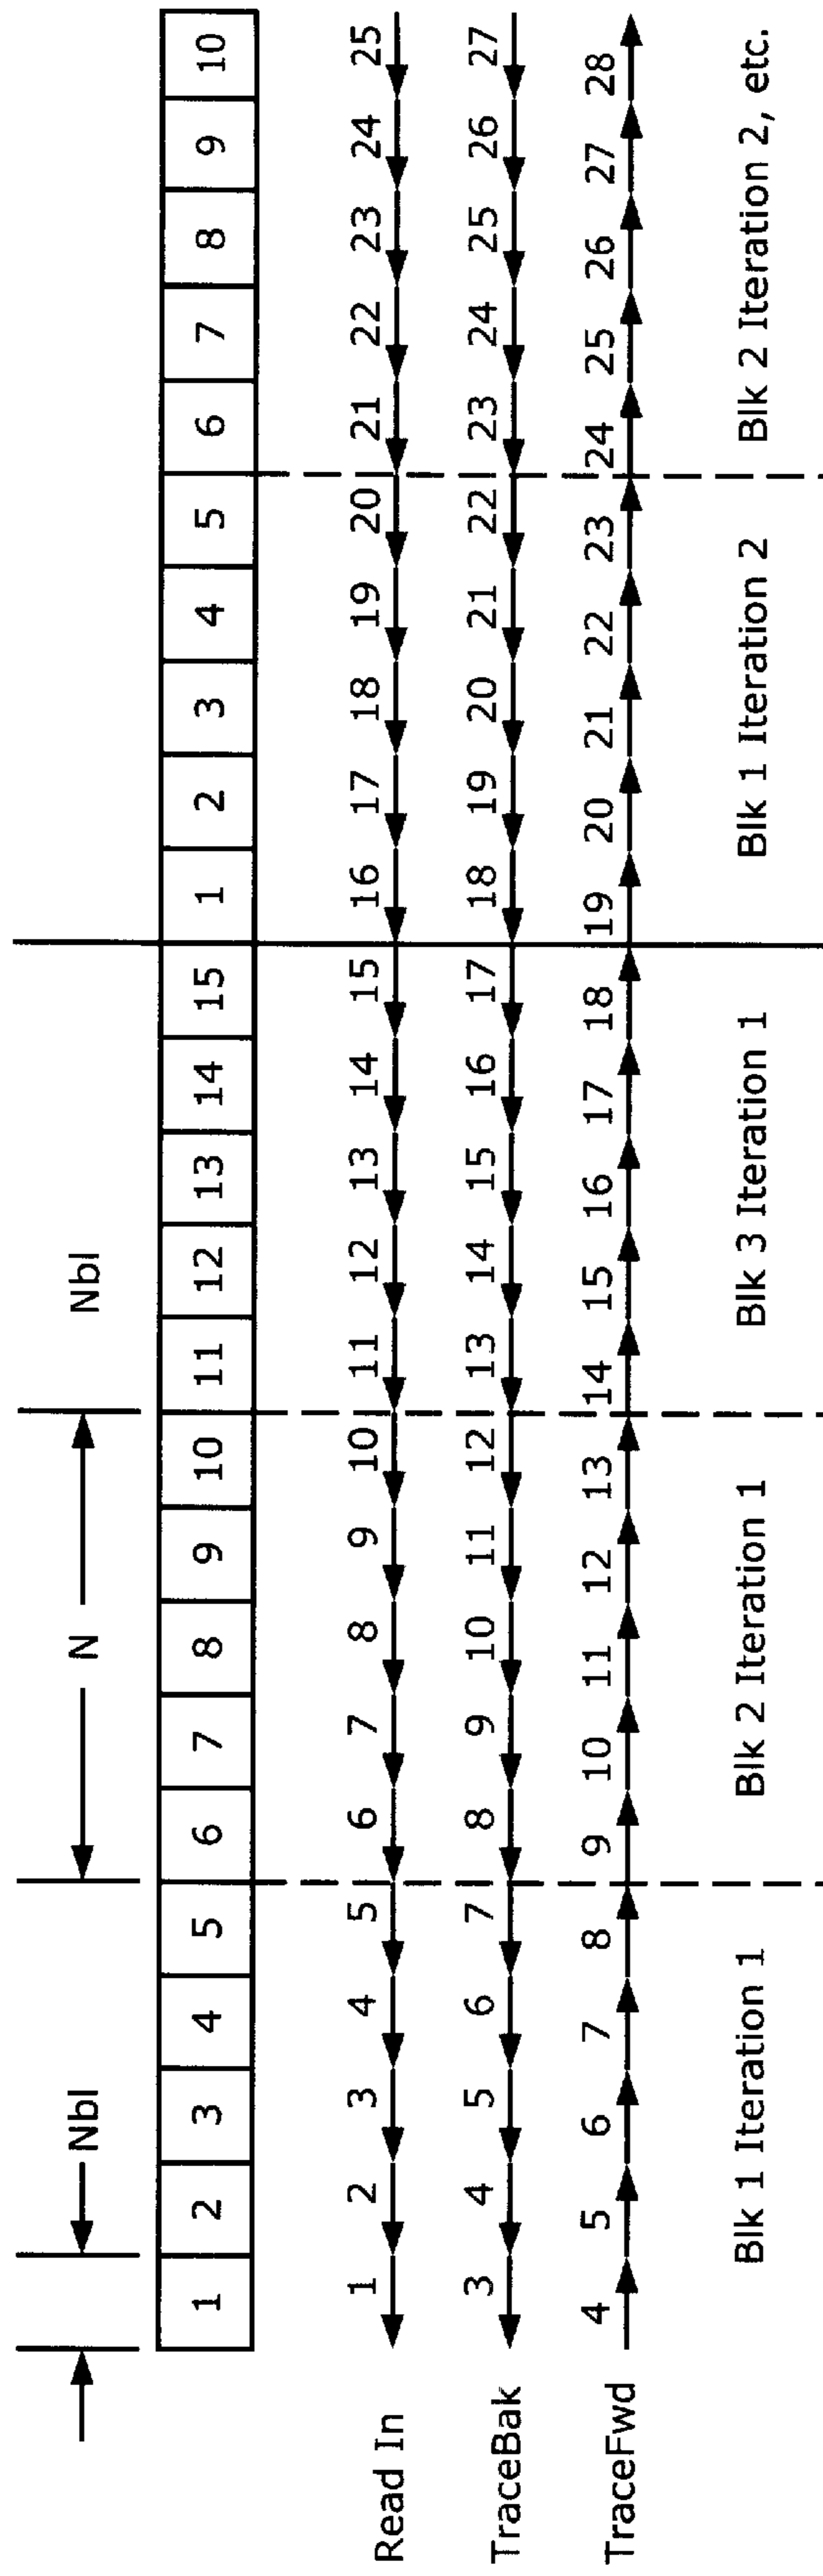 Nbl N Nbl
1 2 3 4 5 6 7 8 9 10 11 12 13 14 15 1 2 3 4 5 6 7 8 9 10
Read In 1 2 3 4 5 6 7 8 9 10 11 12 13 14 15 16 17 18 19 20 21 22 23 24 25
TraceBak 3 4 5 6 7 8 9 10 11 12 13 14 15 16 17 18 19 20 21 22 23 24 25 26 27
TraceFwd 4 5 6 7 8 9 10 11 12 13 14 15 16 17 18 19 20 21 22 23 24 25 26 27 28
Blk 1 Iteration 1 Blk 2 Iteration 1 Blk 3 Iteration 1 Blk 1 Iteration 2 Blk 2 Iteration 2, etc.